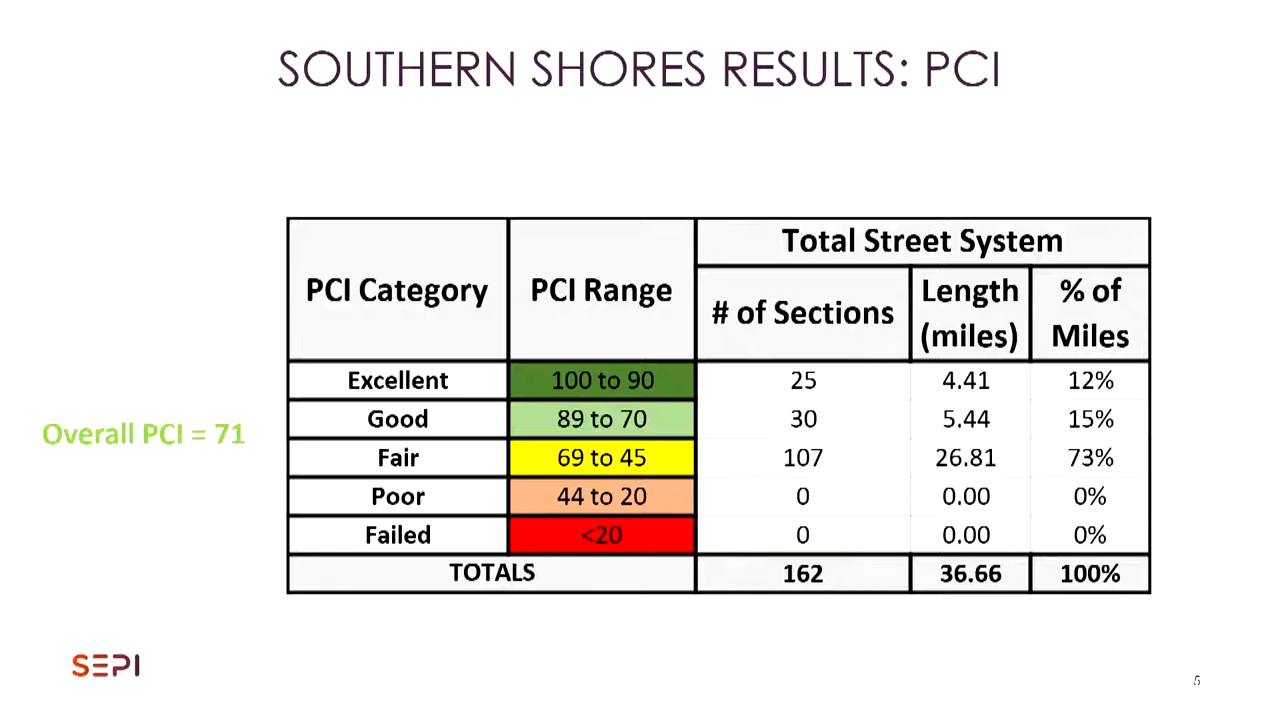 SOUTHERN SHORES RESULTS: PCI
Overall PCI = 71
PCI Category PCI Range Total Street System
# of Sections Length (miles) % of Miles
Excellent 100 to 90 25 4.41 12%
Good 89 to 70 30 5.44 15%
Fair 69 to 45 107 26.81 73%
Poor 44 to 20 0 0.00 0%
Failed <20 0 0.00 0%
TOTALS 162 36.66 100%
SEPI
5